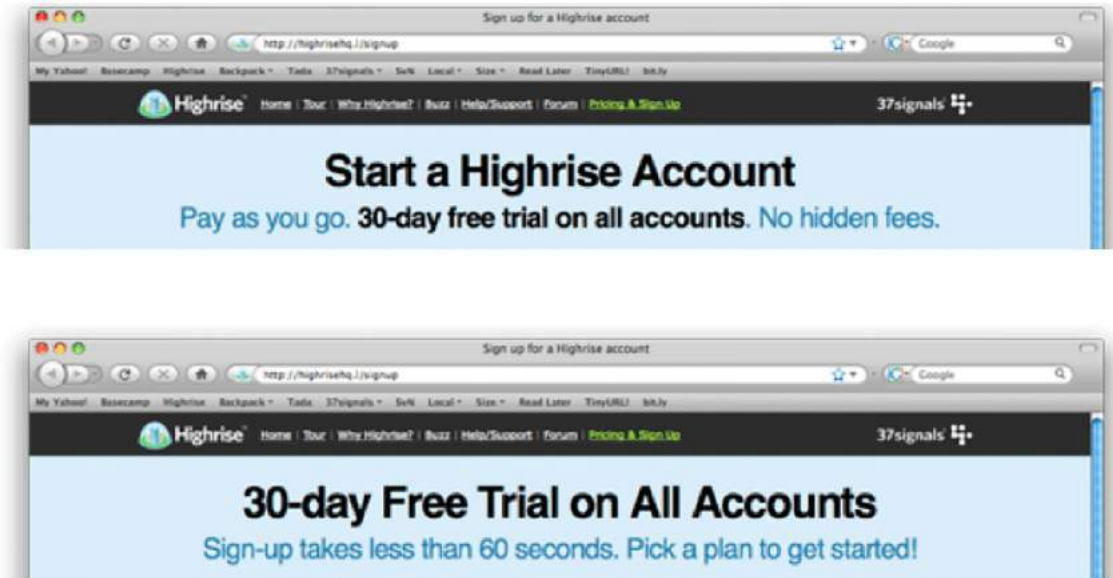 Sign up for a Highrise account
http://highrisehq.l/signup Google
My Yahoo! Basecamp Highrise Backpack Tada 37signals SvN Local Size Read Later TinyURL! bit.ly
Highrise Home | Tour | Why Highrise? | Buzz | Help/Support | Forum | Pricing & Sign Up 37signals
Start a Highrise Account
Pay as you go. 30-day free trial on all accounts. No hidden fees.
Sign up for a Highrise account
http://highrisehq.l/signup Google
My Yahoo! Basecamp Highrise Backpack Tada 37signals SvN Local Size Read Later TinyURL! bit.ly
Highrise Home | Tour | Why Highrise? | Buzz | Help/Support | Forum | Pricing & Sign Up 37signals
30-day Free Trial on All Accounts
Sign-up takes less than 60 seconds. Pick a plan to get started!